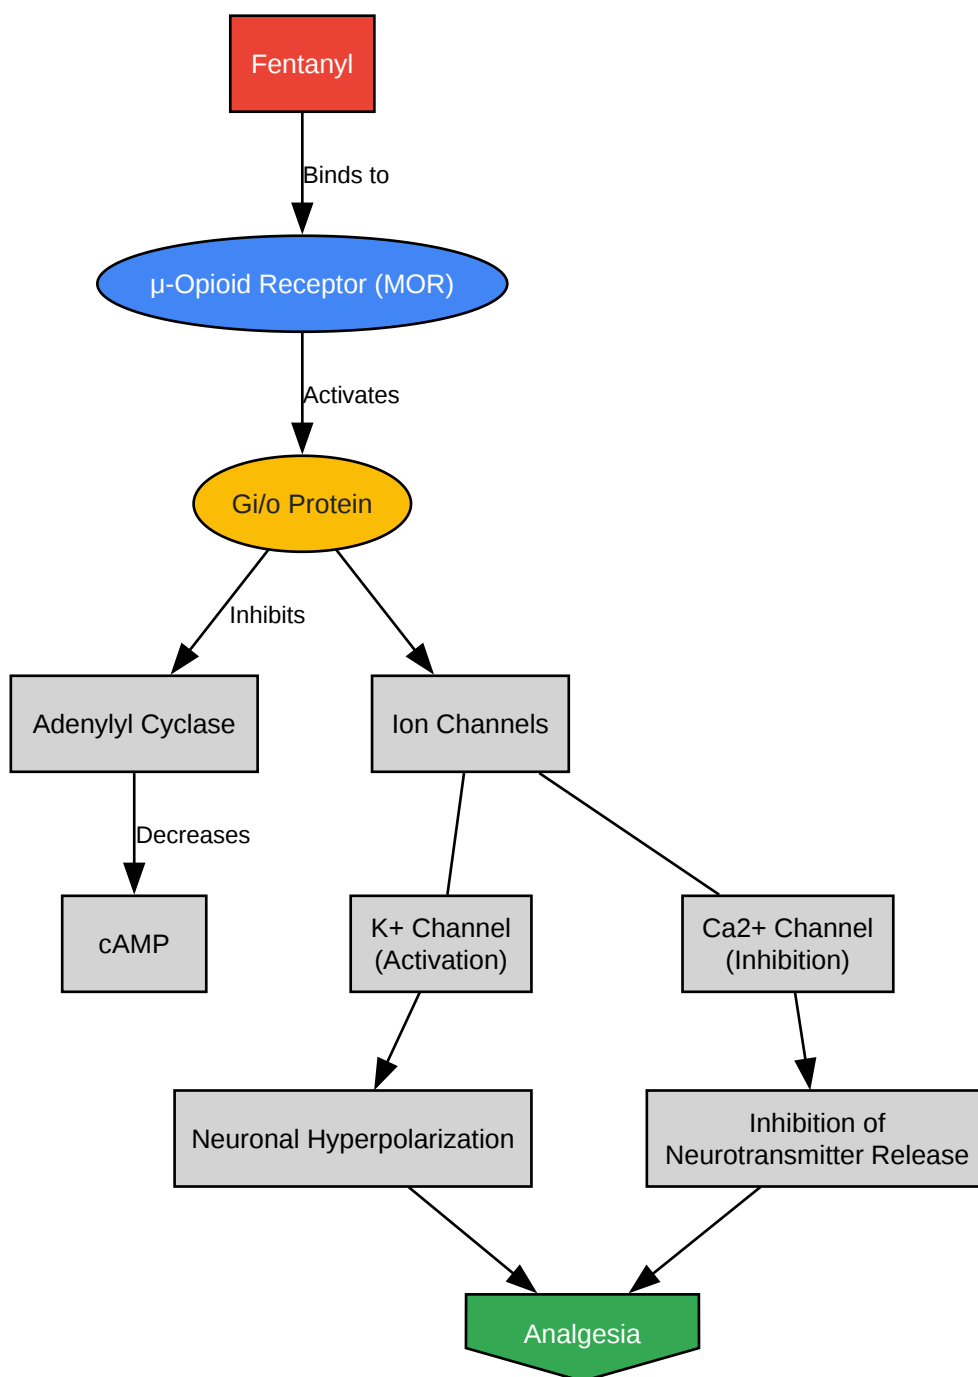 Fentanyl
Binds to
μ-Opioid Receptor (MOR)
Activates
Gi/o Protein
Inhibits
Adenylyl Cyclase
Ion Channels
Decreases
cAMP
K+ Channel
(Activation)
Ca2+ Channel
(Inhibition)
Neuronal Hyperpolarization
Inhibition of
Neurotransmitter Release
Analgesia